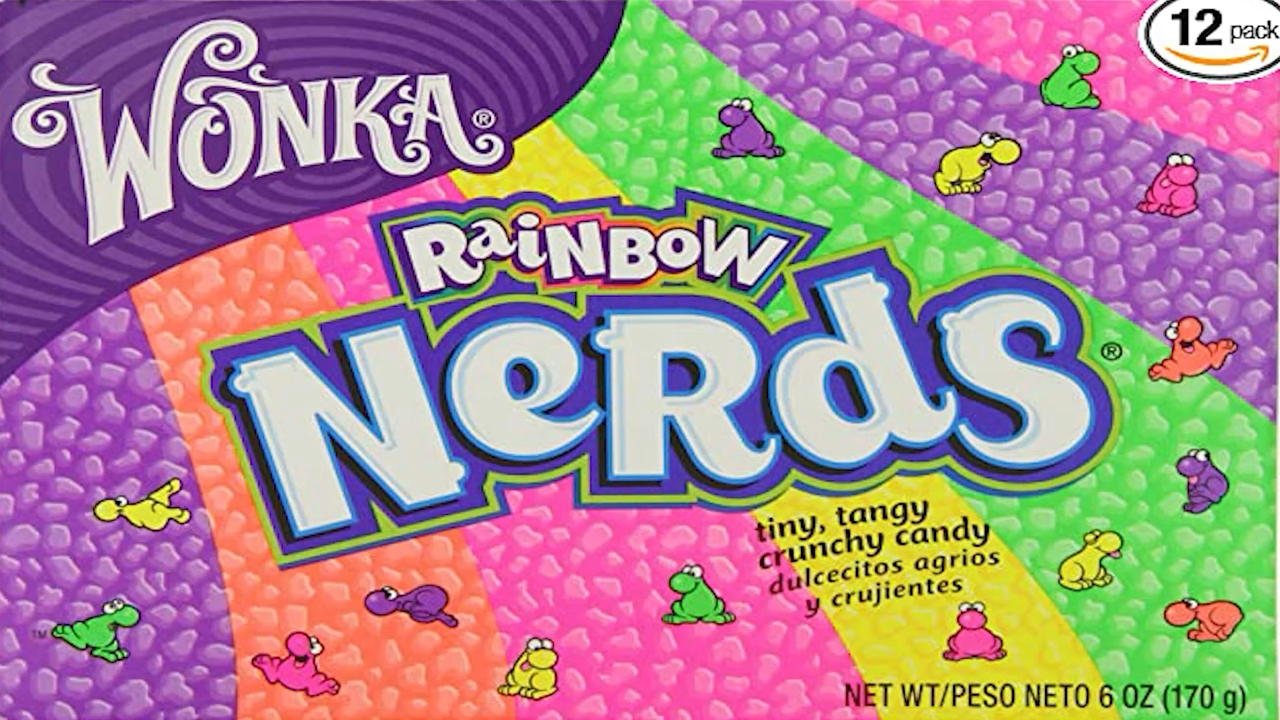 WONKA®
12 pack
RaiNBoW
NeRdS®
tiny, tangy
crunchy candy
dulcecitos agrios
y crujientes
TM
NET WT/PESO NETO 6 OZ (170 g)